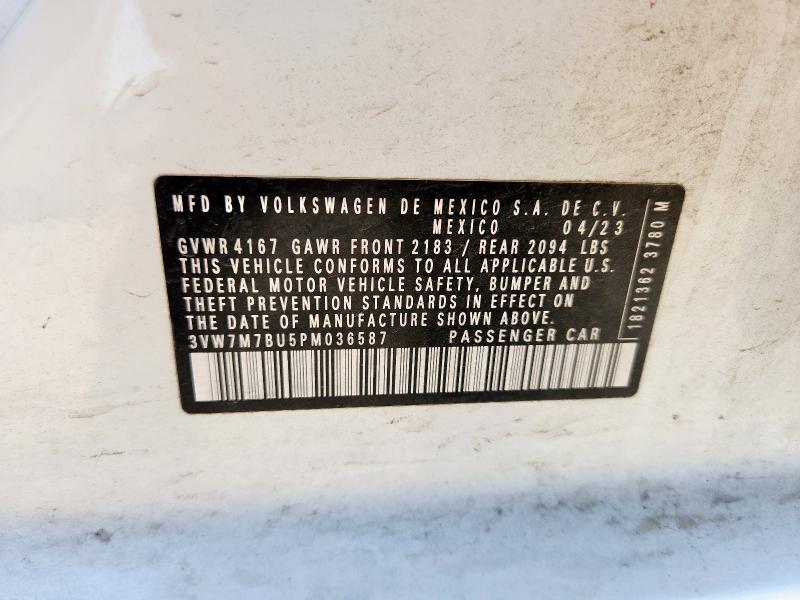 MFD BY VOLKSWAGEN DE MEXICO S.A. DE C.V.
MEXICO 04/23
GVWR 4167 GAWR FRONT 2183 / REAR 2094 LBS
THIS VEHICLE CONFORMS TO ALL APPLICABLE U.S.
FEDERAL MOTOR VEHICLE SAFETY, BUMPER AND
THEFT PREVENTION STANDARDS IN EFFECT ON
THE DATE OF MANUFACTURE SHOWN ABOVE.
3VW7M7BU5PM036587 PASSENGER CAR
1821362 3780 M